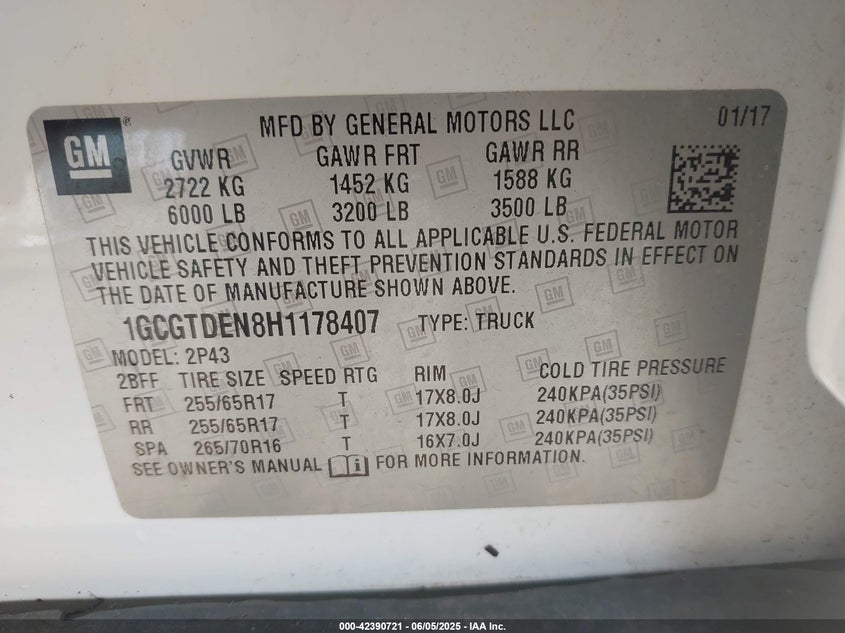 GM ® MFD BY GENERAL MOTORS LLC 01/17
GVWR GAWR FRT GAWR RR
2722 KG 1452 KG 1588 KG
6000 LB 3200 LB 3500 LB
THIS VEHICLE CONFORMS TO ALL APPLICABLE U.S. FEDERAL MOTOR
VEHICLE SAFETY AND THEFT PREVENTION STANDARDS IN EFFECT ON
THE DATE OF MANUFACTURE SHOWN ABOVE.
1GCGTDEN8H1178407 TYPE: TRUCK
MODEL: 2P43
2BFF TIRE SIZE SPEED RTG RIM COLD TIRE PRESSURE
FRT 255/65R17 T 17X8.0J 240KPA(35PSI)
RR 255/65R17 T 17X8.0J 240KPA(35PSI)
SPA 265/70R16 T 16X7.0J 240KPA(35PSI)
SEE OWNER'S MANUAL FOR MORE INFORMATION.
000-42390721 - 06/05/2025 - IAA Inc.